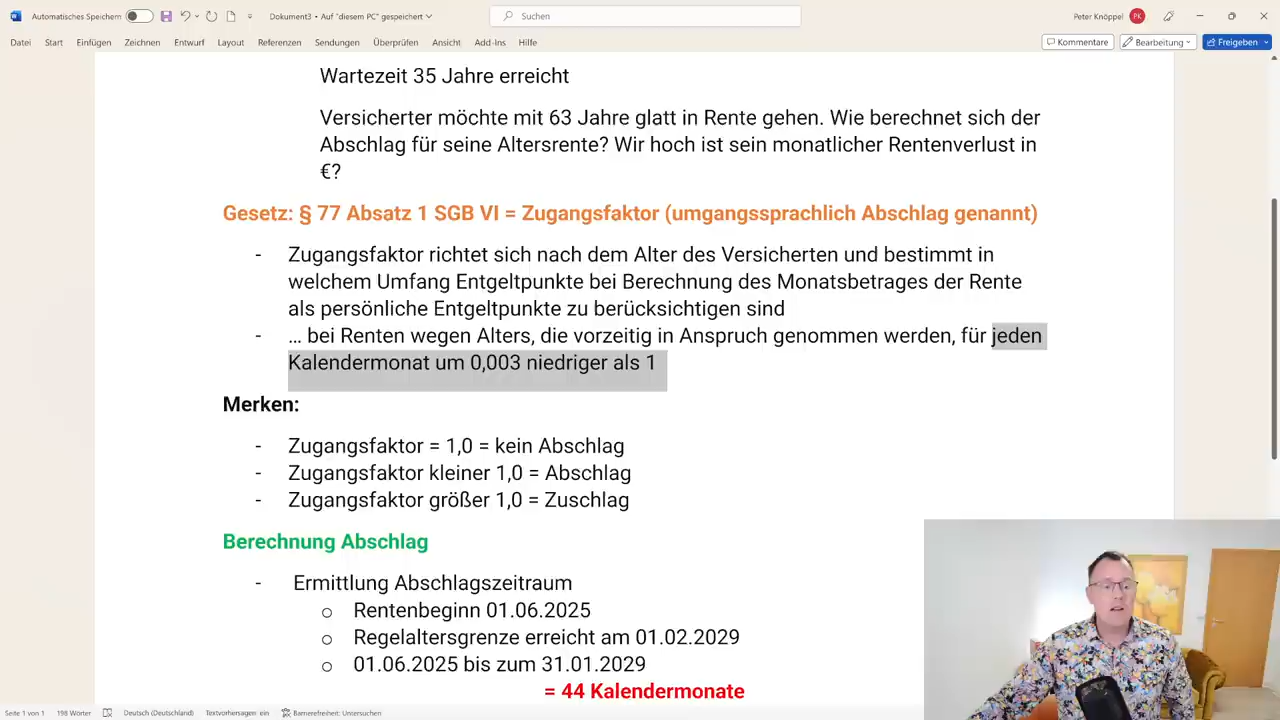 Automatisches Speichern
Dokument3 • Auf "diesem PC" gespeichert
Suchen
Peter Knöppel
PK
Datei Start Einfügen Zeichnen Entwurf Layout Referenzen Sendungen Überprüfen Ansicht Add-Ins Hilfe
Kommentare
Bearbeitung
Freigeben
Wartezeit 35 Jahre erreicht
Versicherter möchte mit 63 Jahre glatt in Rente gehen. Wie berechnet sich der
Abschlag für seine Altersrente? Wir hoch ist sein monatlicher Rentenverlust in
€?
Gesetz: § 77 Absatz 1 SGB VI = Zugangsfaktor (umgangssprachlich Abschlag genannt)
- Zugangsfaktor richtet sich nach dem Alter des Versicherten und bestimmt in
welchem Umfang Entgeltpunkte bei Berechnung des Monatsbetrages der Rente
als persönliche Entgeltpunkte zu berücksichtigen sind
- … bei Renten wegen Alters, die vorzeitig in Anspruch genommen werden, für jeden
Kalendermonat um 0,003 niedriger als 1
Merken:
- Zugangsfaktor = 1,0 = kein Abschlag
- Zugangsfaktor kleiner 1,0 = Abschlag
- Zugangsfaktor größer 1,0 = Zuschlag
Berechnung Abschlag
- Ermittlung Abschlagszeitraum
o Rentenbeginn 01.06.2025
o Regelaltersgrenze erreicht am 01.02.2029
o 01.06.2025 bis zum 31.01.2029
= 44 Kalendermonate
Seite 1 von 1 198 Wörter Deutsch (Deutschland) Textvorhersagen: ein Barrierefreiheit: Untersuchen